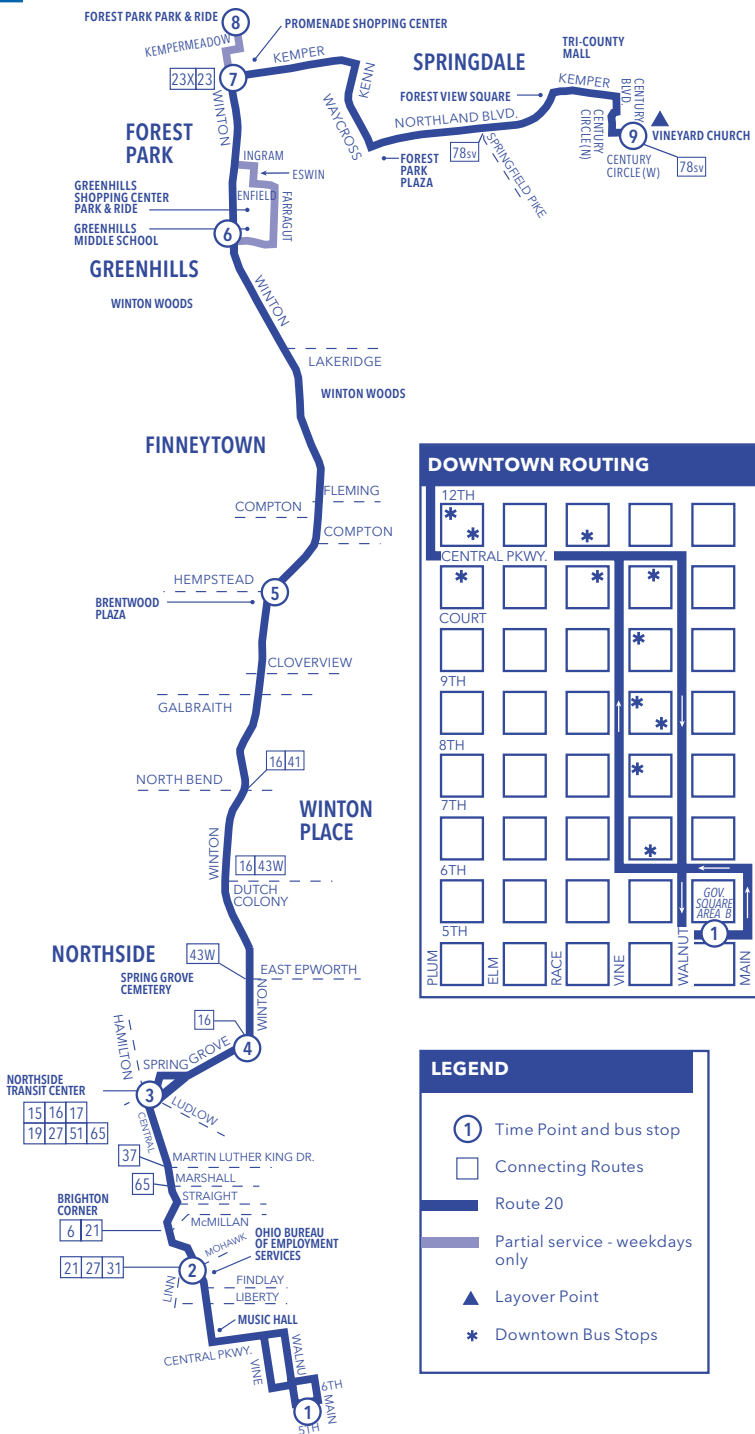 FOREST PARK PARK & RIDE
8
PROMENADE SHOPPING CENTER
KEMPERMEADOW
23X 23
7
KEMPER
KENN
WAYCROSS
SPRINGDALE
TRI-COUNTY
MALL
FOREST VIEW SQUARE
KEMPER
CENTURY
BLVD.
NORTHLAND BLVD.
CENTURY
CIRCLE(N)
9
VINEYARD CHURCH
CENTURY
CIRCLE(W)
78sv
78sv
FOREST
PARK
PLAZA
SPRINGFIELD PIKE
WINTON
FOREST
PARK
INGRAM
ESWIN
ENFIELD
FARRAGUT
GREENHILLS
SHOPPING CENTER
PARK & RIDE
GREENHILLS
MIDDLE SCHOOL
6
GREENHILLS
WINTON WOODS
WINTON
LAKERIDGE
WINTON WOODS
FINNEYTOWN
FLEMING
COMPTON
COMPTON
HEMPSTEAD
5
BRENTWOOD
PLAZA
CLOVERVIEW
GALBRAITH
16 41
NORTH BEND
WINTON
PLACE
WINTON
16 43W
DUTCH
COLONY
NORTHSIDE
43W
SPRING GROVE
CEMETERY
EAST EPWORTH
WINTON
16
4
HAMILTON
SPRING GROVE
NORTHSIDE
TRANSIT CENTER
3
15 16 17
19 27 51 65
LUDLOW
CENTRAL
37
MARTIN LUTHER KING DR.
65
MARSHALL
STRAIGHT
BRIGHTON
CORNER
6 21
McMILLAN
MOHAWK
OHIO BUREAU
OF EMPLOYMENT
SERVICES
21 27 31
2
LINN
FINDLAY
LIBERTY
MUSIC HALL
CENTRAL PKWY.
VINE
WALNU
6TH
MAIN
1
5TH
DOWNTOWN ROUTING
12TH
CENTRAL PKWY.
COURT
9TH
8TH
7TH
6TH
GOV.
SQUARE
AREA B
5TH
1
PLUM
ELM
RACE
VINE
WALNUT
MAIN
LEGEND
1 Time Point and bus stop
Connecting Routes
Route 20
Partial service - weekdays
only
Layover Point
* Downtown Bus Stops